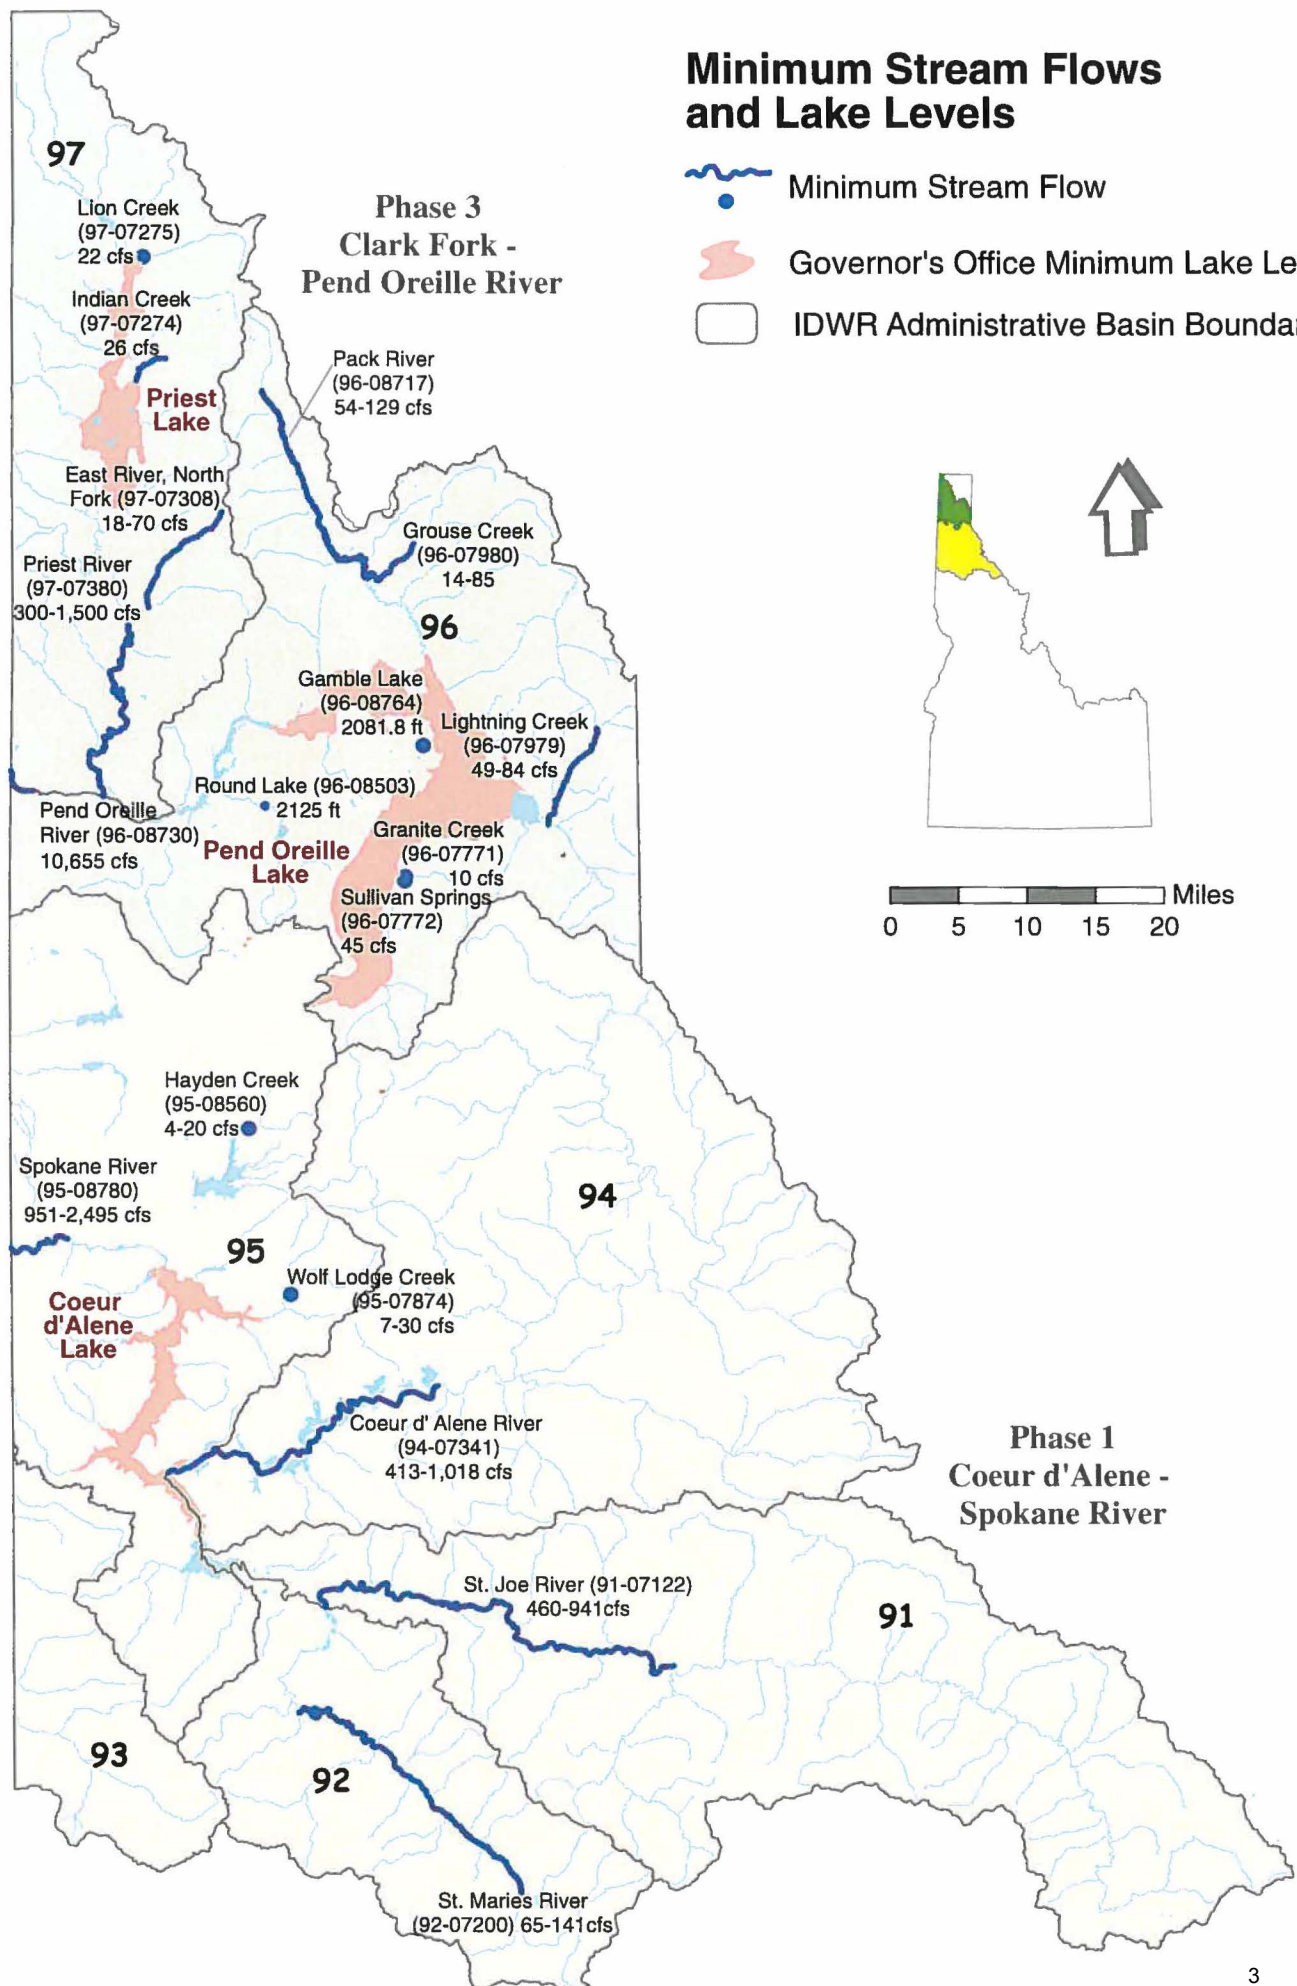 Minimum Stream Flows
and Lake Levels
Minimum Stream Flow
Governor's Office Minimum Lake Le
IDWR Administrative Basin Bounda
97
Lion Creek
(97-07275)
22 cfs
Indian Creek
(97-07274)
26 cfs
Priest
Lake
East River, North
Fork (97-07308)
18-70 cfs
Priest River
(97-07380)
300-1,500 cfs
Phase 3
Clark Fork -
Pend Oreille River
Pack River
(96-08717)
54-129 cfs
Grouse Creek
(96-07980)
14-85
96
Gamble Lake
(96-08764)
2081.8 ft
Lightning Creek
(96-07979)
49-84 cfs
Round Lake (96-08503)
2125 ft
Pend Oreille
River (96-08730)
10,655 cfs
Pend Oreille
Lake
Granite Creek
(96-07771)
10 cfs
Sullivan Springs
(96-07772)
45 cfs
Miles
0 5 10 15 20
Hayden Creek
(95-08560)
4-20 cfs
Spokane River
(95-08780)
951-2,495 cfs
94
95
Wolf Lodge Creek
(95-07874)
7-30 cfs
Coeur
d'Alene
Lake
Coeur d' Alene River
(94-07341)
413-1,018 cfs
Phase 1
Coeur d'Alene -
Spokane River
St. Joe River (91-07122)
460-941cfs
91
93
92
St. Maries River
(92-07200) 65-141cfs
3